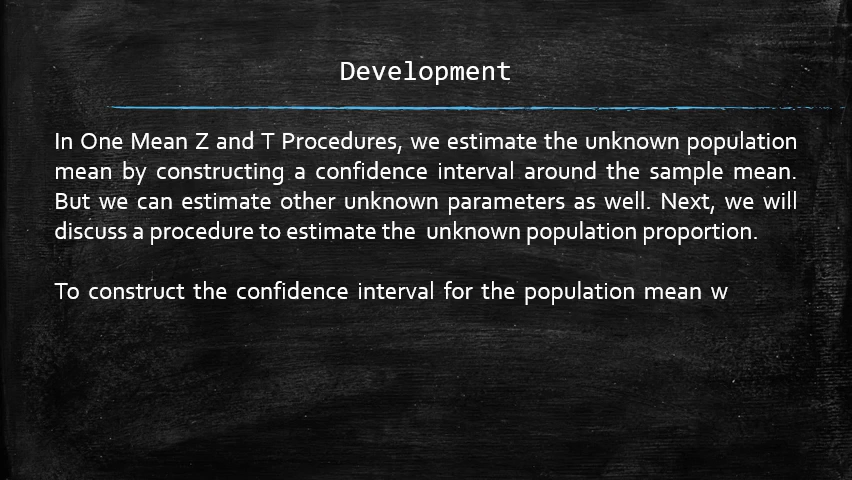 Development
In One Mean Z and T Procedures, we estimate the unknown population
mean by constructing a confidence interval around the sample mean.
But we can estimate other unknown parameters as well. Next, we will
discuss a procedure to estimate the unknown population proportion.
To construct the confidence interval for the population mean w